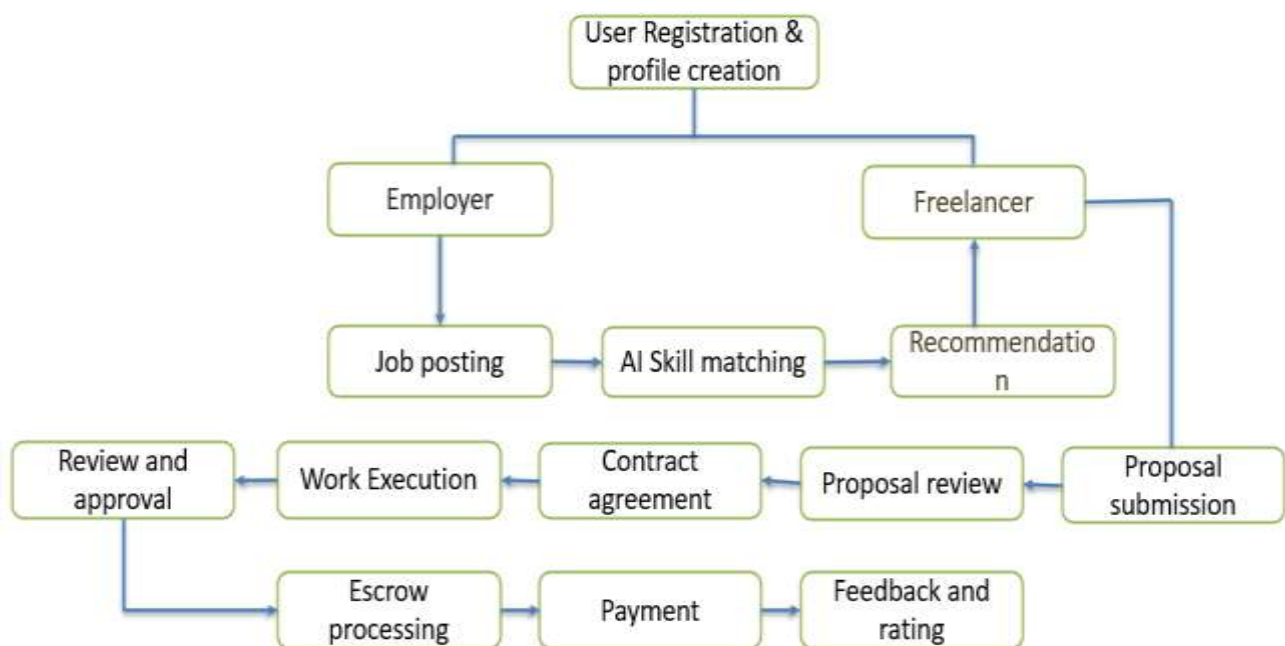 User Registration &
profile creation
Employer
Freelancer
Job posting
AI Skill matching
Recommendatio
n
Review and
approval
Work Execution
Contract
agreement
Proposal review
Proposal
submission
Escrow
processing
Payment
Feedback and
rating